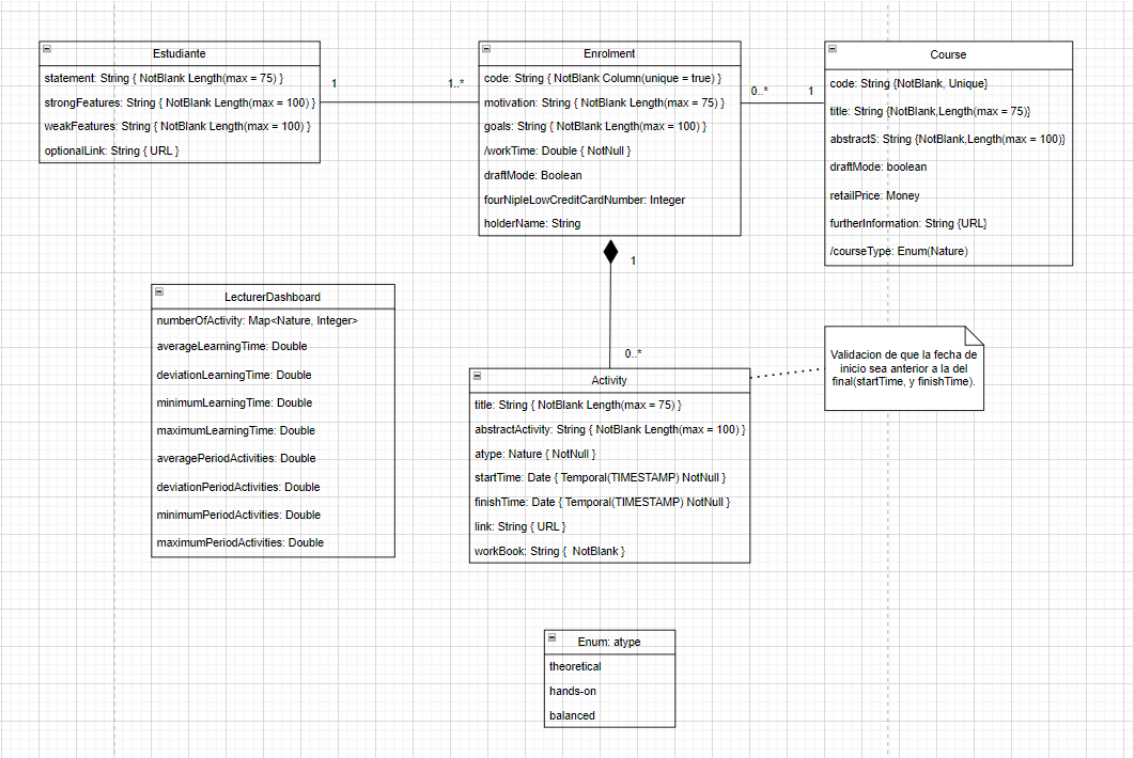 Estudiante
statement: String { NotBlank Length(max = 75) }
strongFeatures: String { NotBlank Length(max = 100) }
weakFeatures: String { NotBlank Length(max = 100) }
optionalLink: String { URL }
1
1..*
Enrolment
code: String { NotBlank Column(unique = true) }
motivation: String { NotBlank Length(max = 75) }
goals: String { NotBlank Length(max = 100) }
/workTime: Double { NotNull }
draftMode: Boolean
fourNipleLowCreditCardNumber: Integer
holderName: String
0..*
1
Course
code: String {NotBlank, Unique}
title: String {NotBlank,Length(max = 75)}
abstract$: String {NotBlank,Length(max = 100)}
draftMode: boolean
retailPrice: Money
furtherInformation: String {URL}
/courseType: Enum(Nature)
1
0..*
LecturerDashboard
numberOfActivity: Map<Nature, Integer>
averageLearningTime: Double
deviationLearningTime: Double
minimumLearningTime: Double
maximumLearningTime: Double
averagePeriodActivities: Double
deviationPeriodActivities: Double
minimumPeriodActivities: Double
maximumPeriodActivities: Double
Activity
title: String { NotBlank Length(max = 75) }
abstractActivity: String { NotBlank Length(max = 100) }
atype: Nature { NotNull }
startTime: Date { Temporal(TIMESTAMP) NotNull }
finishTime: Date { Temporal(TIMESTAMP) NotNull }
link: String { URL }
workBook: String { NotBlank }
Validacion de que la fecha de
inicio sea anterior a la del
final(startTime, y finishTime).
Enum: atype
theoretical
hands-on
balanced